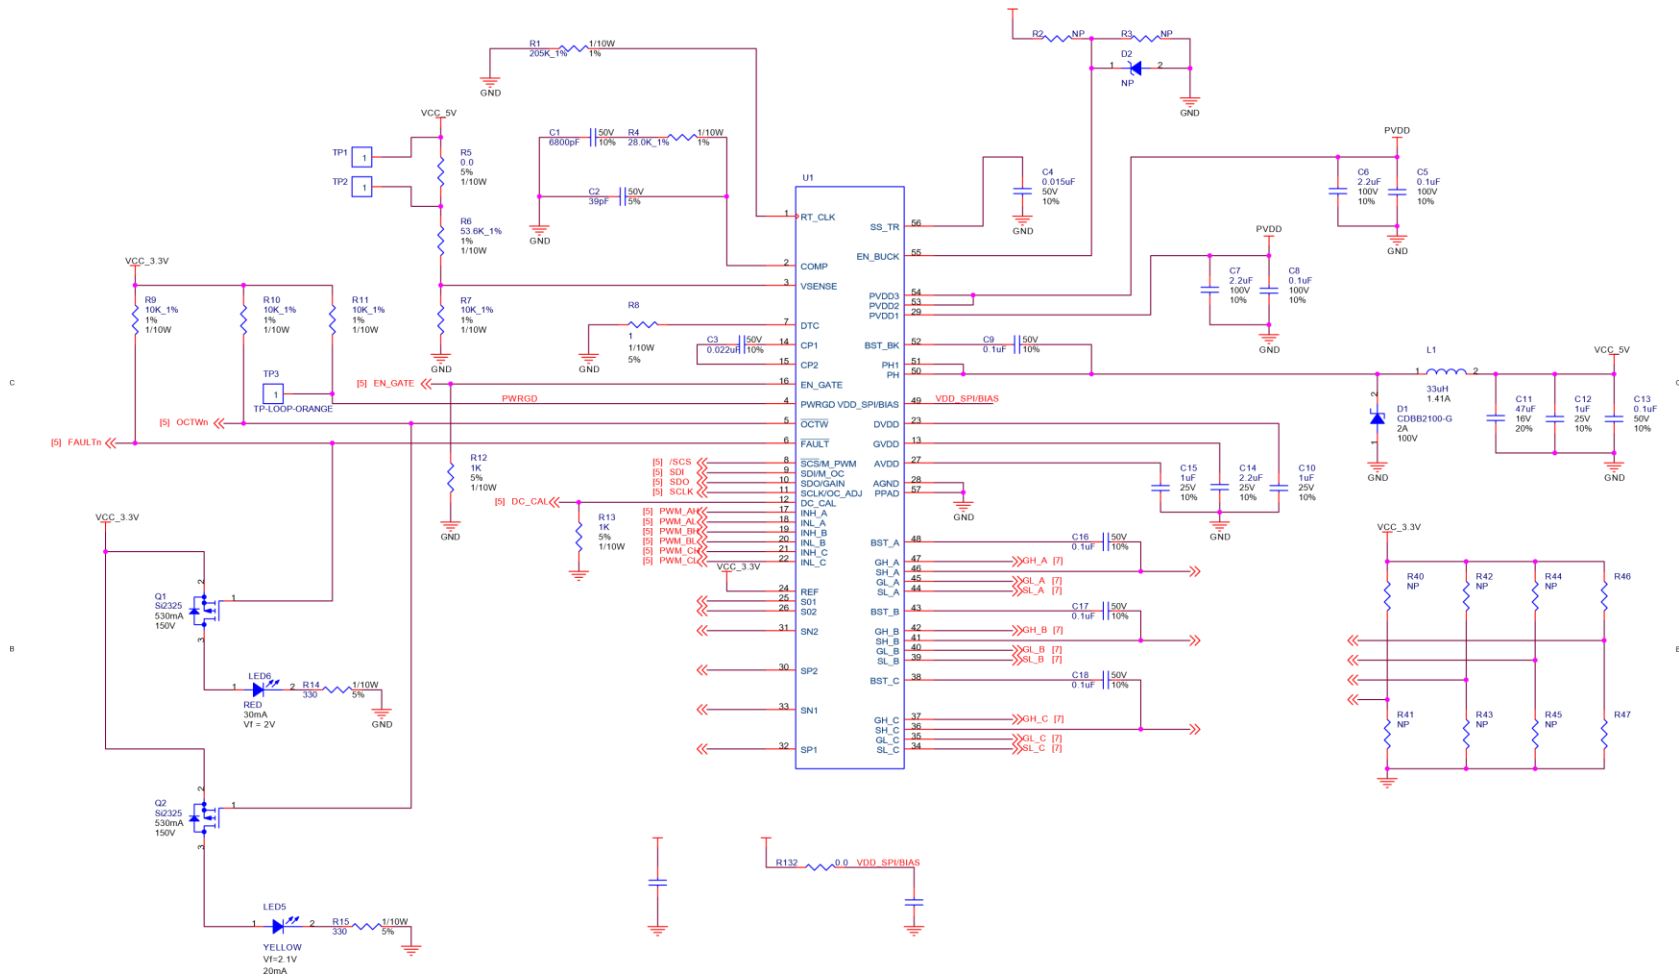 R1
205K_1%
1/10W
1%
GND
R2
NP
R3
NP
D2
1
2
NP
GND
VCC_5V
TP1
1
TP2
1
R5
0.0
5%
1/10W
R6
53.6K_1%
1%
1/10W
C1
6800pF
50V
10%
R4
28.0K_1%
1/10W
1%
C2
39pF
50V
5%
GND
U1
C4
0.015uF
50V
10%
GND
PVDD
C6
2.2uF
100V
10%
C5
0.1uF
100V
10%
GND
PVDD
C7
2.2uF
100V
10%
C8
0.1uF
100V
10%
GND
VCC_3.3V
R9
10K_1%
1%
1/10W
R10
10K_1%
1%
1/10W
R11
10K_1%
1%
1/10W
R7
10K_1%
1%
1/10W
GND
R8
1
1/10W
5%
GND
C3
0.022uF
50V
10%
TP3
1
TP-LOOP-ORANGE
[5] EN_GATE
PWRGD
[5] OCTWn
[5] FAULTn
R12
1K
5%
1/10W
GND
[5] /SCS
[5] SDI
[5] SDO
[5] SCLK
[5] DC_CAL
R13
1K
5%
1/10W
GND
[5] PWM_AH
[5] PWM_AL
[5] PWM_BH
[5] PWM_BL
[5] PWM_CH
[5] PWM_CL
VCC_3.3V
1 RT_CLK
2 COMP
3 VSENSE
7 DTC
14 CP1
15 CP2
16 EN_GATE
4 PWRGD
5 OCTW
6 FAULT
8 SCS/M_PWM
9 SDI/M_OC
10 SDO/GAIN
11 SCLK/OC_ADJ
12 DC_CAL
17 INH_A
18 INL_A
19 INH_B
20 INL_B
21 INH_C
22 INL_C
24 REF
25 S01
26 S02
31 SN2
30 SP2
33 SN1
32 SP1
SS_TR 56
EN_BUCK 55
PVDD3 54
PVDD2 53
PVDD1 29
BST_BK 52
PH1 51
PH 50
VDD_SPI/BIAS 49
DVDD 23
GVDD 13
AVDD 27
AGND 28
PPAD 57
BST_A 48
GH_A 47
SH_A 46
GL_A 45
SL_A 44
BST_B 43
GH_B 42
SH_B 41
GL_B 40
SL_B 39
BST_C 38
GH_C 37
SH_C 36
GL_C 35
SL_C 34
C9
0.1uF
50V
10%
VDD_SPI/BIAS
L1
1
2
33uH
1.41A
VCC_5V
D1
CDBB2100-G
2A
100V
2
1
GND
C11
47uF
16V
20%
C12
1uF
25V
10%
C13
0.1uF
50V
10%
GND
C15
1uF
25V
10%
C14
2.2uF
25V
10%
C10
1uF
25V
10%
GND
GND
C16
0.1uF
50V
10%
GH_A [7]
GL_A [7]
SL_A [7]
C17
0.1uF
50V
10%
GH_B [7]
GL_B [7]
SL_B [7]
C18
0.1uF
50V
10%
GH_C [7]
GL_C [7]
SL_C [7]
VCC_3.3V
R40
NP
R42
NP
R44
NP
R46
R41
NP
R43
NP
R45
NP
R47
VCC_3.3V
Q1
Si2325
530mA
150V
2
1
3
LED6
1
2
RED
30mA
Vf = 2V
R14
330
1/10W
5%
GND
Q2
Si2325
530mA
150V
2
1
3
LED5
1
2
YELLOW
Vf=2.1V
20mA
R15
330
1/10W
5%
R132
0.0
VDD_SPI/BIAS
C
B